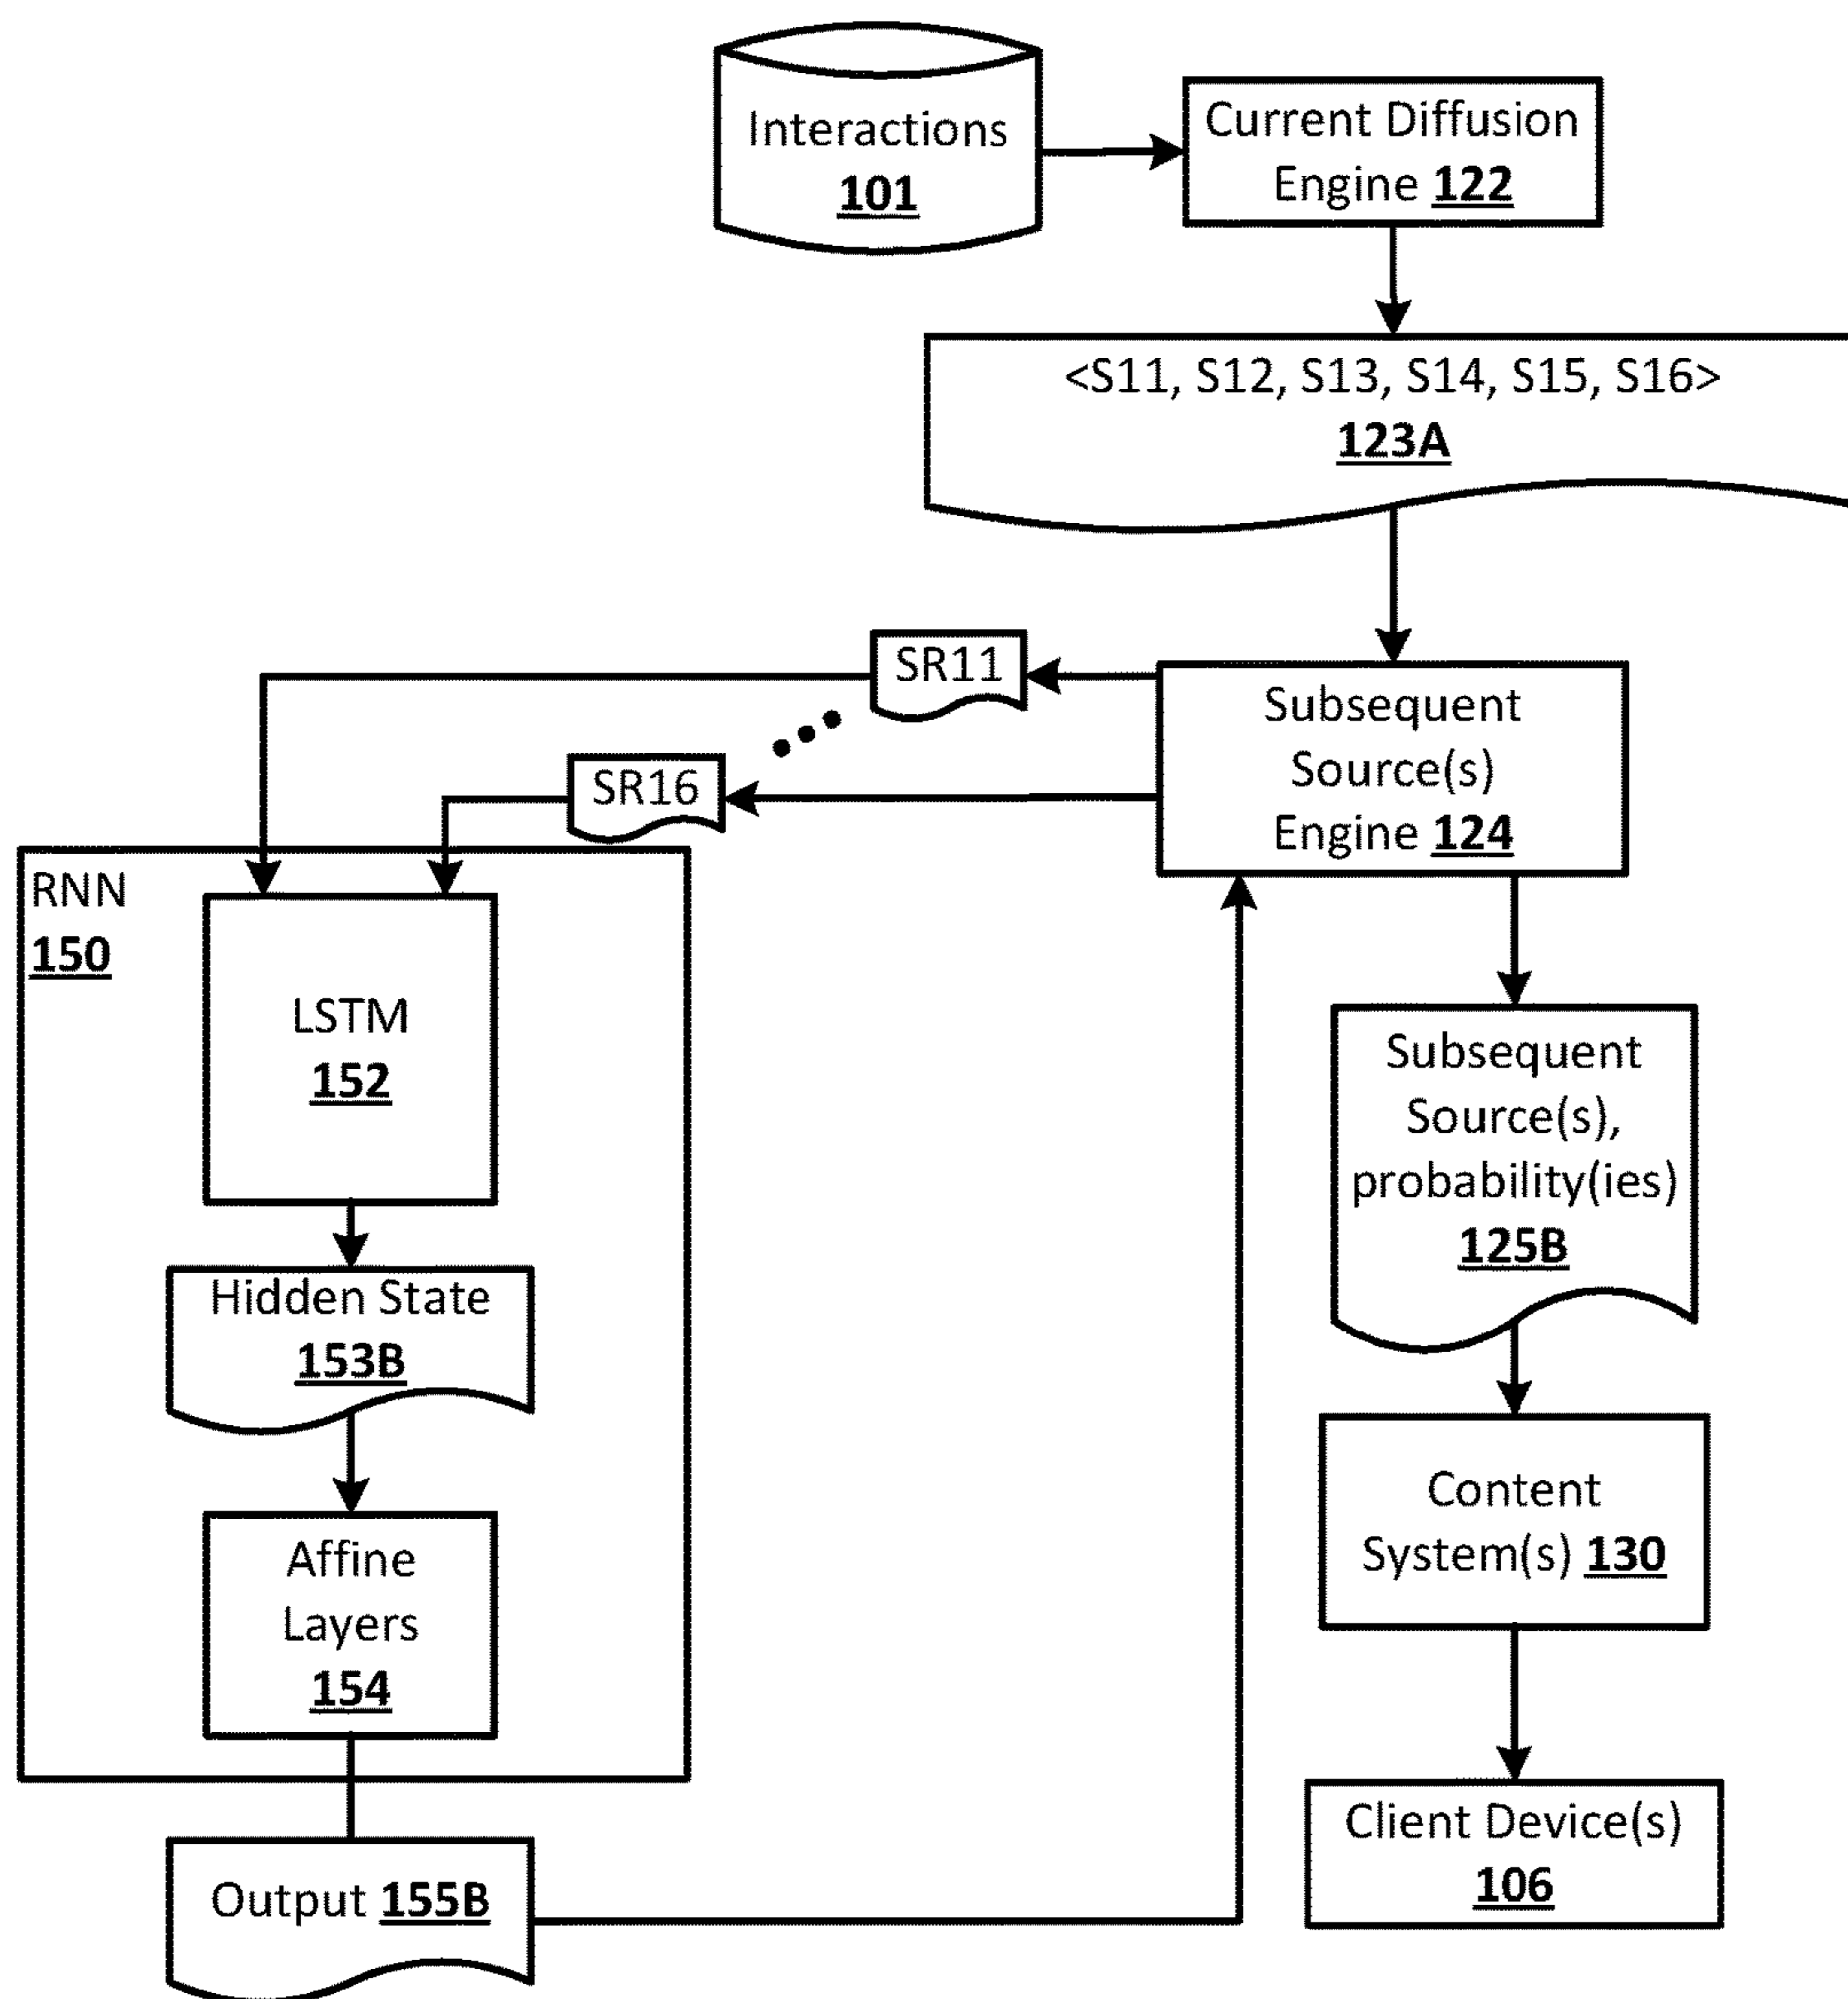 Interactions
101
Current Diffusion
Engine 122
<S11, S12, S13, S14, S15, S16>
123A
SR11
SR16
Subsequent
Source(s)
Engine 124
RNN
150
LSTM
152
Hidden State
153B
Affine
Layers
154
Output 155B
Subsequent
Source(s),
probability(ies)
125B
Content
System(s) 130
Client Device(s)
106